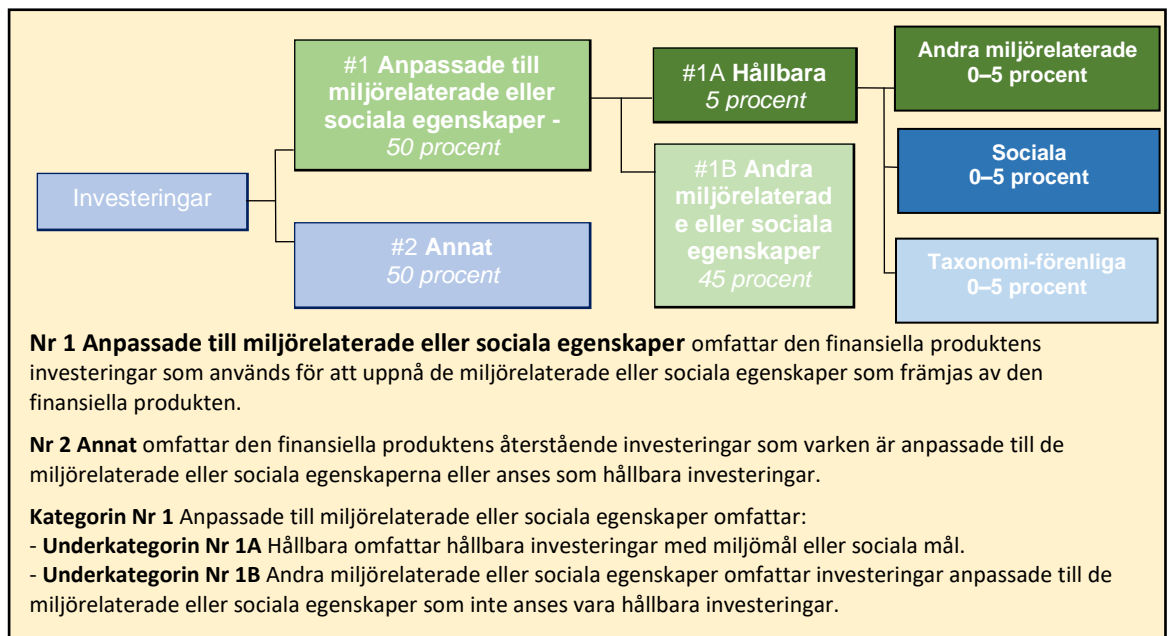 Investeringar
#1 Anpassade till
miljörelaterade eller
sociala egenskaper -
50 procent
#2 Annat
50 procent
#1A Hållbara
5 procent
#1B Andra
miljörelaterad
e eller sociala
egenskaper
45 procent
Andra miljörelaterade
0–5 procent
Sociala
0–5 procent
Taxonomi-förenliga
0–5 procent
Nr 1 Anpassade till miljörelaterade eller sociala egenskaper omfattar den finansiella produktens
investeringar som används för att uppnå de miljörelaterade eller sociala egenskaper som främjas av den
finansiella produkten.
Nr 2 Annat omfattar den finansiella produktens återstående investeringar som varken är anpassade till de
miljörelaterade eller sociala egenskaperna eller anses som hållbara investeringar.
Kategorin Nr 1 Anpassade till miljörelaterade eller sociala egenskaper omfattar:
- Underkategorin Nr 1A Hållbara omfattar hållbara investeringar med miljömål eller sociala mål.
- Underkategorin Nr 1B Andra miljörelaterade eller sociala egenskaper omfattar investeringar anpassade till de
miljörelaterade eller sociala egenskaper som inte anses vara hållbara investeringar.